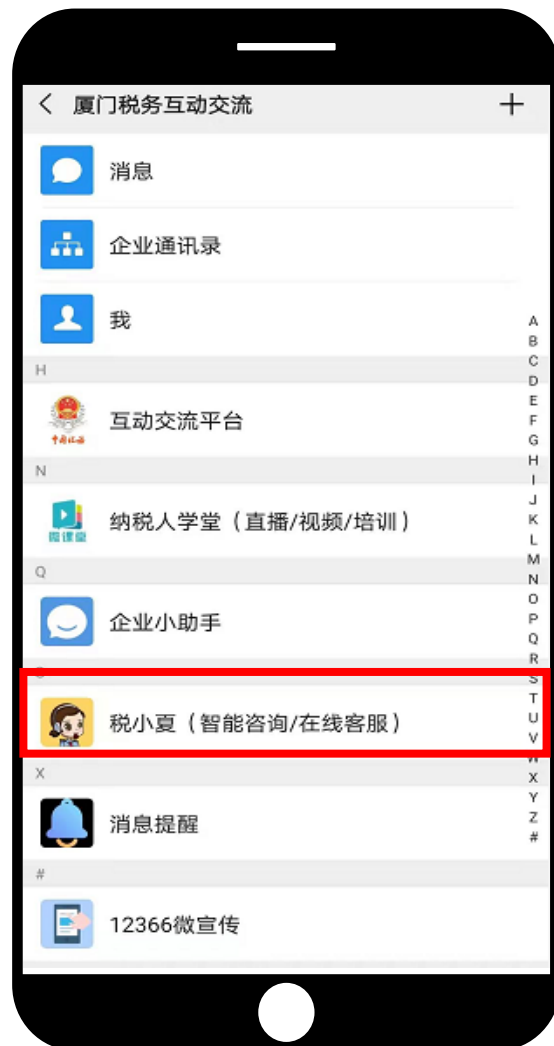 厦门税务互动交流
消息
企业通讯录
我
H
互动交流平台
N
纳税人学堂（直播/视频/培训）
微课堂
Q
企业小助手
税小夏（智能咨询/在线客服）
X
消息提醒
#
12366微宣传
A
B
C
D
E
F
G
H
I
J
K
L
M
N
O
P
Q
R
S
T
U
V
W
X
Y
Z
#